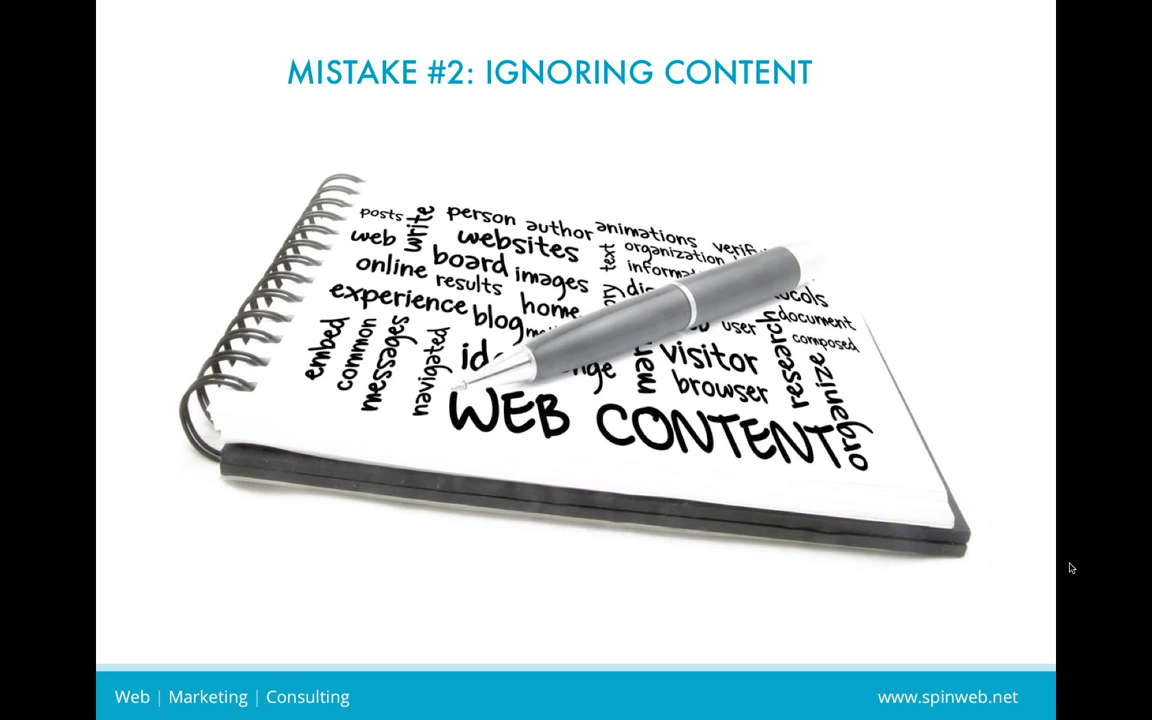 MISTAKE #2: IGNORING CONTENT
posts write person author animations
web websites text organization
online board images
experience results home
blog user document
embed common messages navigated visitor research composed
browser organize
WEB CONTENT
Web | Marketing | Consulting
www.spinweb.net